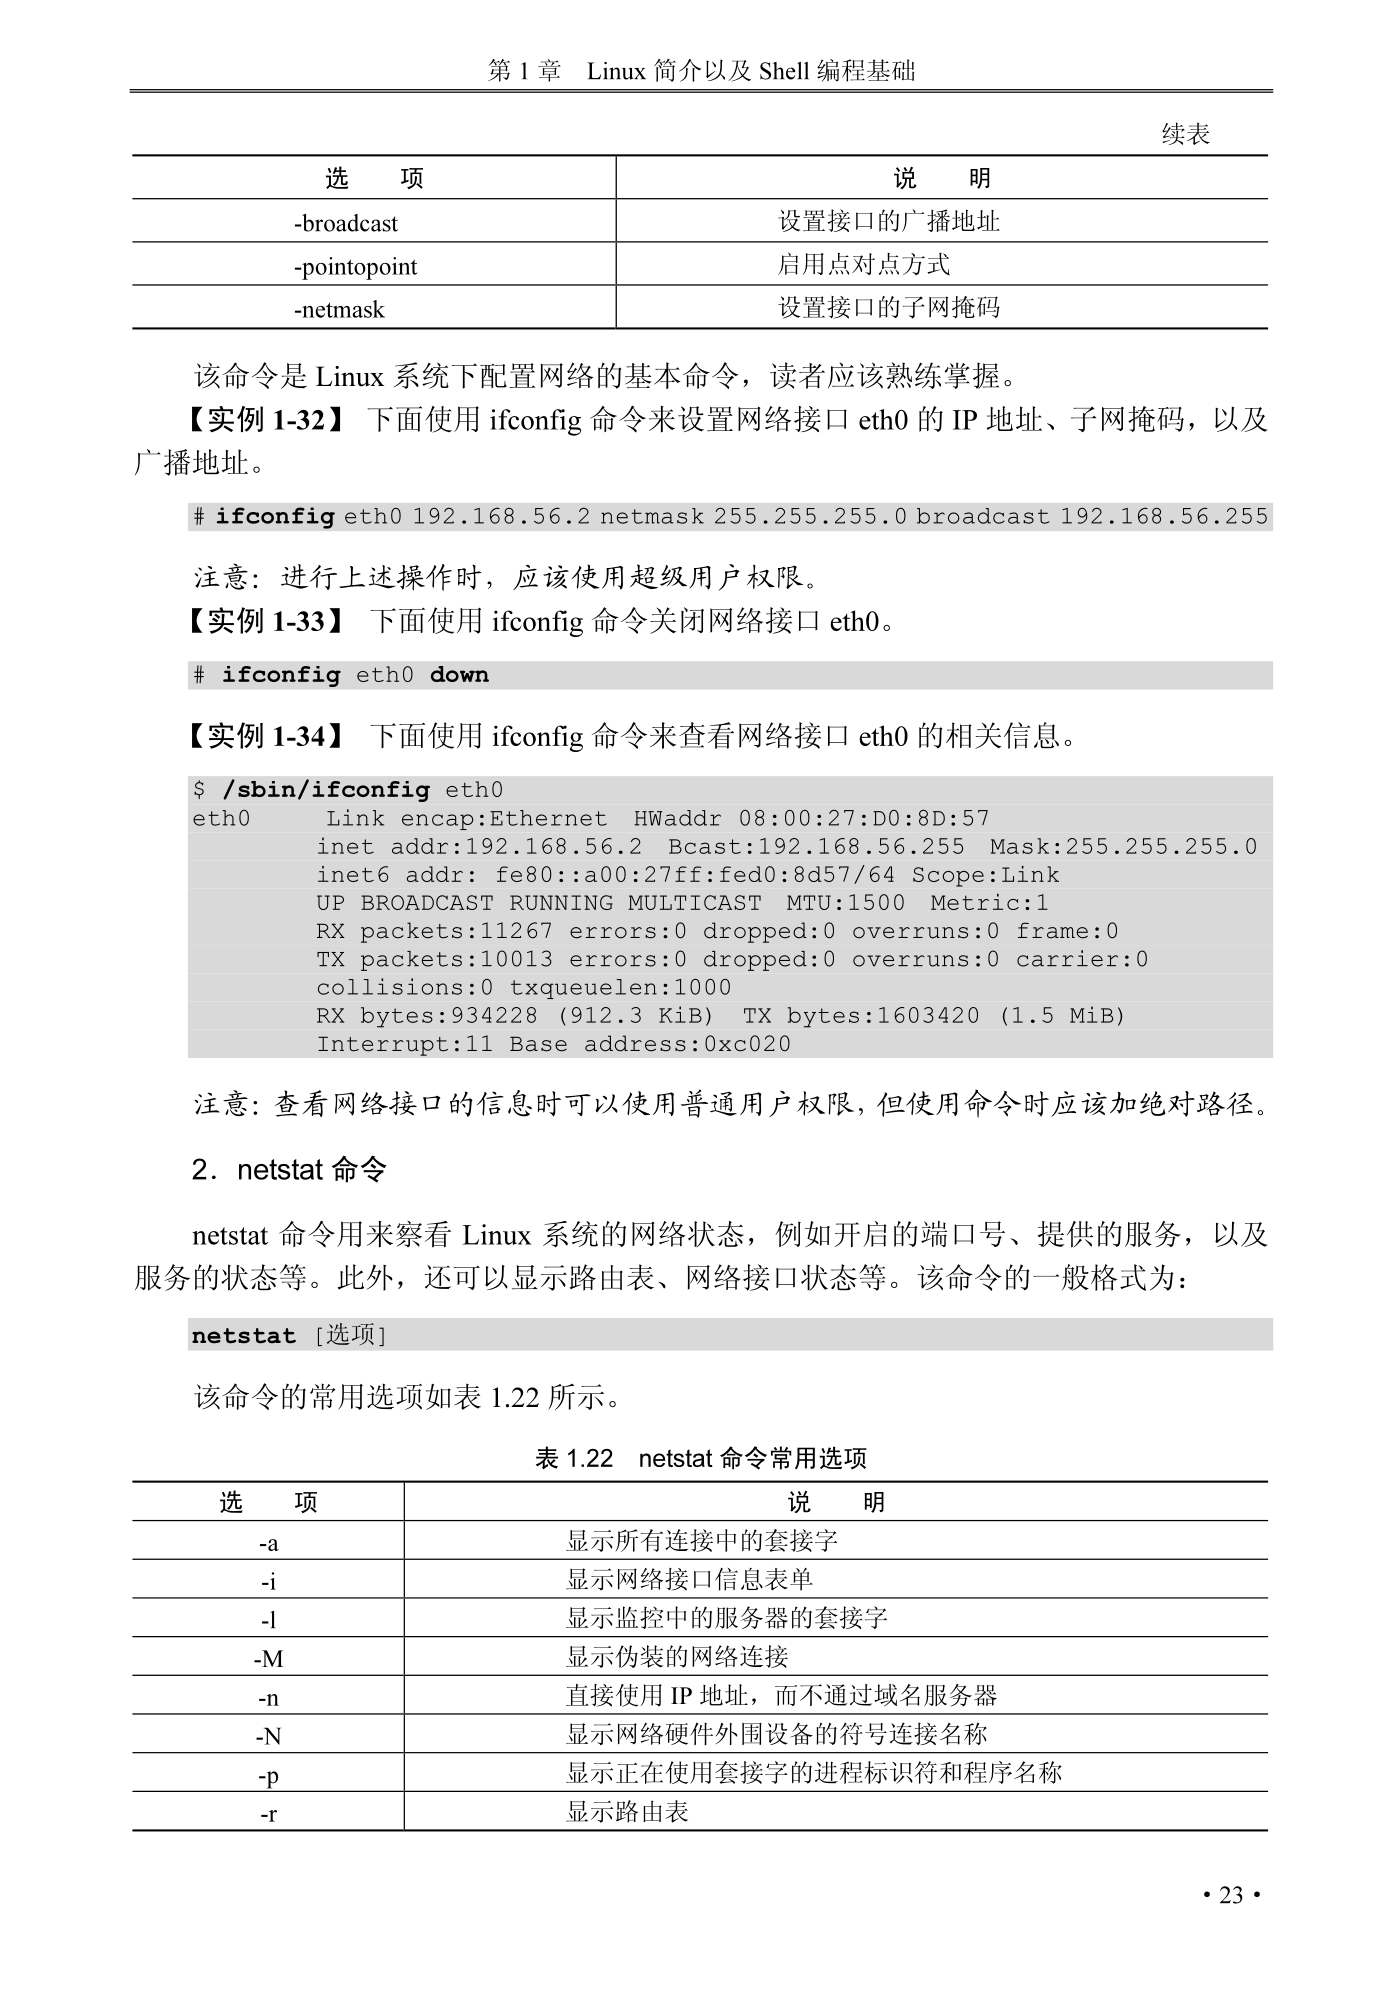 第 1 章　Linux 简介以及 Shell 编程基础
续表
选　　项　　说　　明
-broadcast　　设置接口的广播地址
-pointopoint　　启用点对点方式
-netmask　　设置接口的子网掩码
该命令是 Linux 系统下配置网络的基本命令，读者应该熟练掌握。
【实例 1-32】 下面使用 ifconfig 命令来设置网络接口 eth0 的 IP 地址、子网掩码，以及
广播地址。
# ifconfig eth0 192.168.56.2 netmask 255.255.255.0 broadcast 192.168.56.255
注意：进行上述操作时，应该使用超级用户权限。
【实例 1-33】 下面使用 ifconfig 命令关闭网络接口 eth0。
# ifconfig eth0 down
【实例 1-34】 下面使用 ifconfig 命令来查看网络接口 eth0 的相关信息。
$ /sbin/ifconfig eth0
eth0     Link encap:Ethernet  HWaddr 08:00:27:D0:8D:57
inet addr:192.168.56.2  Bcast:192.168.56.255  Mask:255.255.255.0
inet6 addr: fe80::a00:27ff:fed0:8d57/64 Scope:Link
UP BROADCAST RUNNING MULTICAST  MTU:1500  Metric:1
RX packets:11267 errors:0 dropped:0 overruns:0 frame:0
TX packets:10013 errors:0 dropped:0 overruns:0 carrier:0
collisions:0 txqueuelen:1000
RX bytes:934228 (912.3 KiB)  TX bytes:1603420 (1.5 MiB)
Interrupt:11 Base address:0xc020
注意：查看网络接口的信息时可以使用普通用户权限，但使用命令时应该加绝对路径。
2．netstat 命令
netstat 命令用来察看 Linux 系统的网络状态，例如开启的端口号、提供的服务，以及
服务的状态等。此外，还可以显示路由表、网络接口状态等。该命令的一般格式为：
netstat [选项]
该命令的常用选项如表 1.22 所示。
表 1.22　netstat 命令常用选项
选　　项　　说　　明
-a　　显示所有连接中的套接字
-i　　显示网络接口信息表单
-l　　显示监控中的服务器的套接字
-M　　显示伪装的网络连接
-n　　直接使用 IP 地址，而不通过域名服务器
-N　　显示网络硬件外围设备的符号连接名称
-p　　显示正在使用套接字的进程标识符和程序名称
-r　　显示路由表
• 23 •